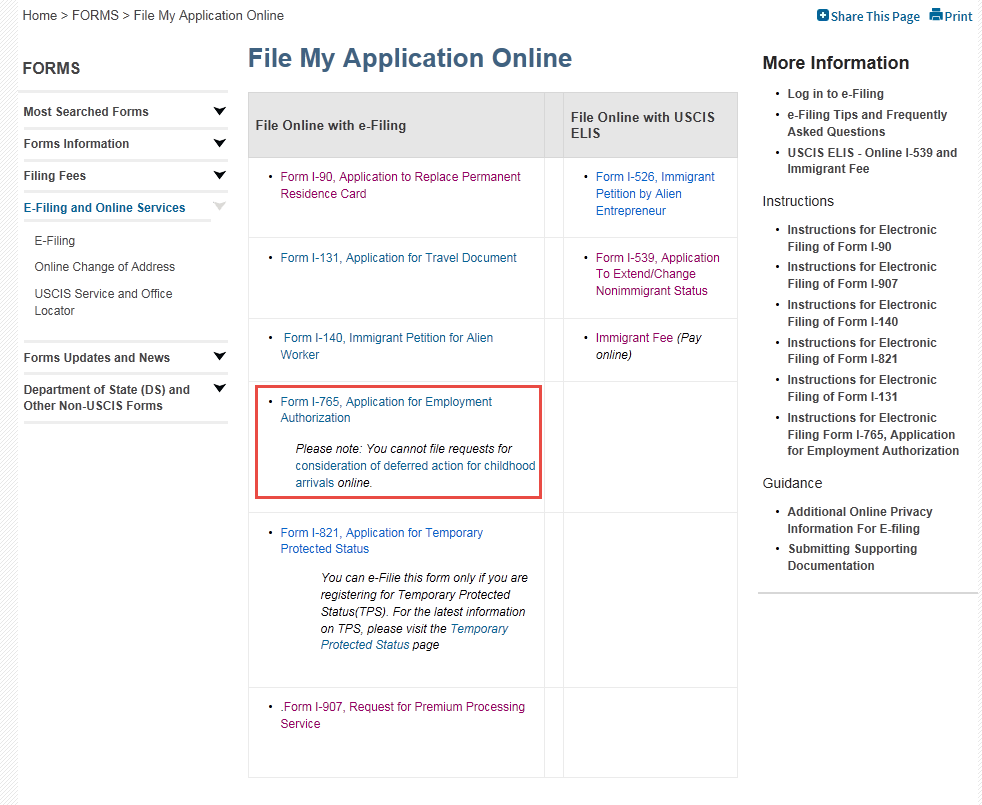 Home > FORMS > File My Application Online
Share This Page Print
FORMS
Most Searched Forms
Forms Information
Filing Fees
E-Filing and Online Services
E-Filing
Online Change of Address
USCIS Service and Office
Locator
Forms Updates and News
Department of State (DS) and
Other Non-USCIS Forms
File My Application Online
File Online with e-Filing
File Online with USCIS
ELIS
• Form I-90, Application to Replace Permanent
Residence Card
• Form I-526, Immigrant
Petition by Alien
Entrepreneur
• Form I-131, Application for Travel Document
• Form I-539, Application
To Extend/Change
Nonimmigrant Status
• Form I-140, Immigrant Petition for Alien
Worker
• Immigrant Fee (Pay
online)
• Form I-765, Application for Employment
Authorization
Please note: You cannot file requests for
consideration of deferred action for childhood
arrivals online.
• Form I-821, Application for Temporary
Protected Status
You can e-Filie this form only if you are
registering for Temporary Protected
Status(TPS). For the latest information
on TPS, please visit the Temporary
Protected Status page
• .Form I-907, Request for Premium Processing
Service
More Information
• Log in to e-Filing
• e-Filing Tips and Frequently
Asked Questions
• USCIS ELIS - Online I-539 and
Immigrant Fee
Instructions
• Instructions for Electronic
Filing of Form I-90
• Instructions for Electronic
Filing of Form I-907
• Instructions for Electronic
Filing of Form I-140
• Instructions for Electronic
Filing of Form I-821
• Instructions for Electronic
Filing of Form I-131
• Instructions for Electronic
Filing Form I-765, Application
for Employment Authorization
Guidance
• Additional Online Privacy
Information For E-filing
• Submitting Supporting
Documentation